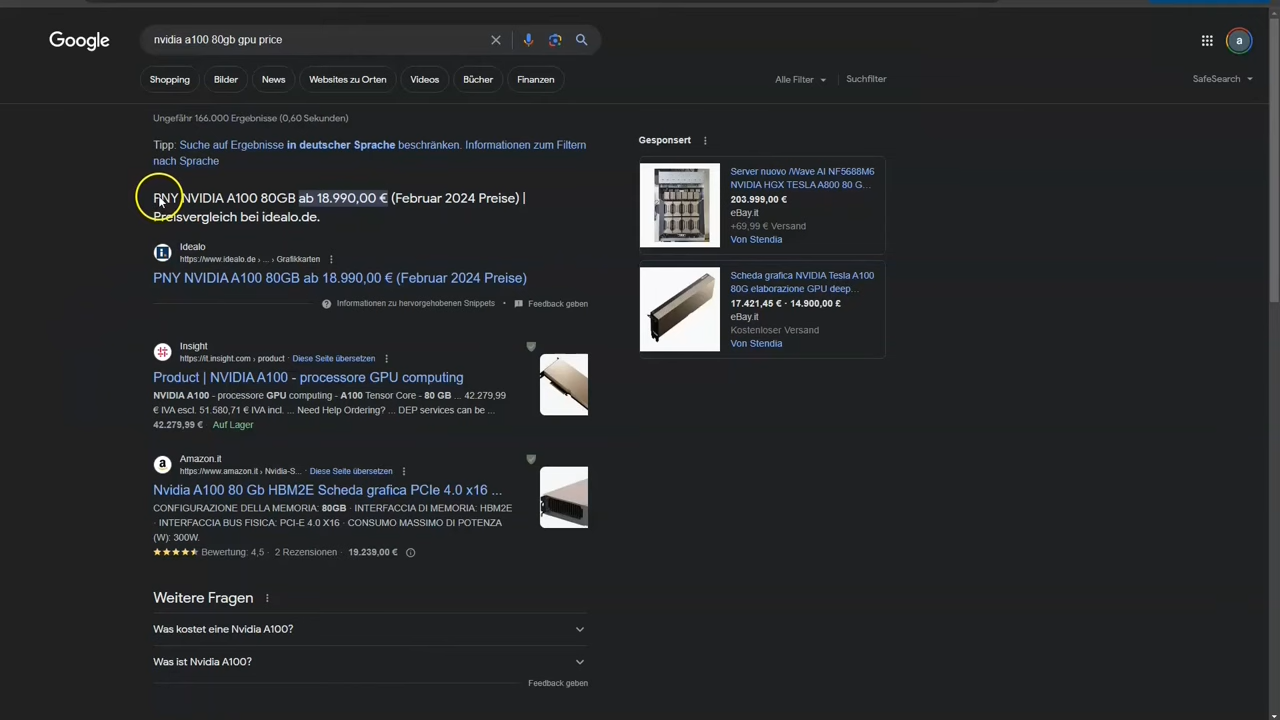 Google
nvidia a100 80gb gpu price
a
Shopping
Bilder
News
Websites zu Orten
Videos
Bücher
Finanzen
Alle Filter
Suchfilter
SafeSearch
Ungefähr 166.000 Ergebnisse (0,60 Sekunden)
Tipp: Suche auf Ergebnisse in deutscher Sprache beschränken. Informationen zum Filtern
nach Sprache
PNY NVIDIA A100 80GB ab 18.990,00 € (Februar 2024 Preise) |
Preisvergleich bei idealo.de.
Idealo
https://www.idealo.de › ... › Grafikkarten
PNY NVIDIA A100 80GB ab 18.990,00 € (Februar 2024 Preise)
Informationen zu hervorgehobenen Snippets • Feedback geben
Insight
https://it.insight.com › product · Diese Seite übersetzen
Product | NVIDIA A100 - processore GPU computing
NVIDIA A100 - processore GPU computing - A100 Tensor Core - 80 GB ... 42.279,99
€ IVA escl. 51.580,71 € IVA incl. ... Need Help Ordering? ... DEP services can be ...
42.279,99 € Auf Lager
a
Amazon.it
https://www.amazon.it › Nvidia-S... · Diese Seite übersetzen
Nvidia A100 80 Gb HBM2E Scheda grafica PCIe 4.0 x16 ...
CONFIGURAZIONE DELLA MEMORIA: 80GB · INTERFACCIA DI MEMORIA: HBM2E
· INTERFACCIA BUS FISICA: PCI-E 4.0 X16 · CONSUMO MASSIMO DI POTENZA
(W): 300W.
Bewertung: 4,5 · 2 Rezensionen · 19.239,00 €
Weitere Fragen
Was kostet eine Nvidia A100?
Was ist Nvidia A100?
Feedback geben
Gesponsert
Server nuovo /Wave AI NF5688M6
NVIDIA HGX TESLA A800 80 G...
203.999,00 €
eBay.it
+69,99 € Versand
Von Stendia
Scheda grafica NVIDIA Tesla A100
80G elaborazione GPU deep...
17.421,45 € · 14.900,00 €
eBay.it
Kostenloser Versand
Von Stendia